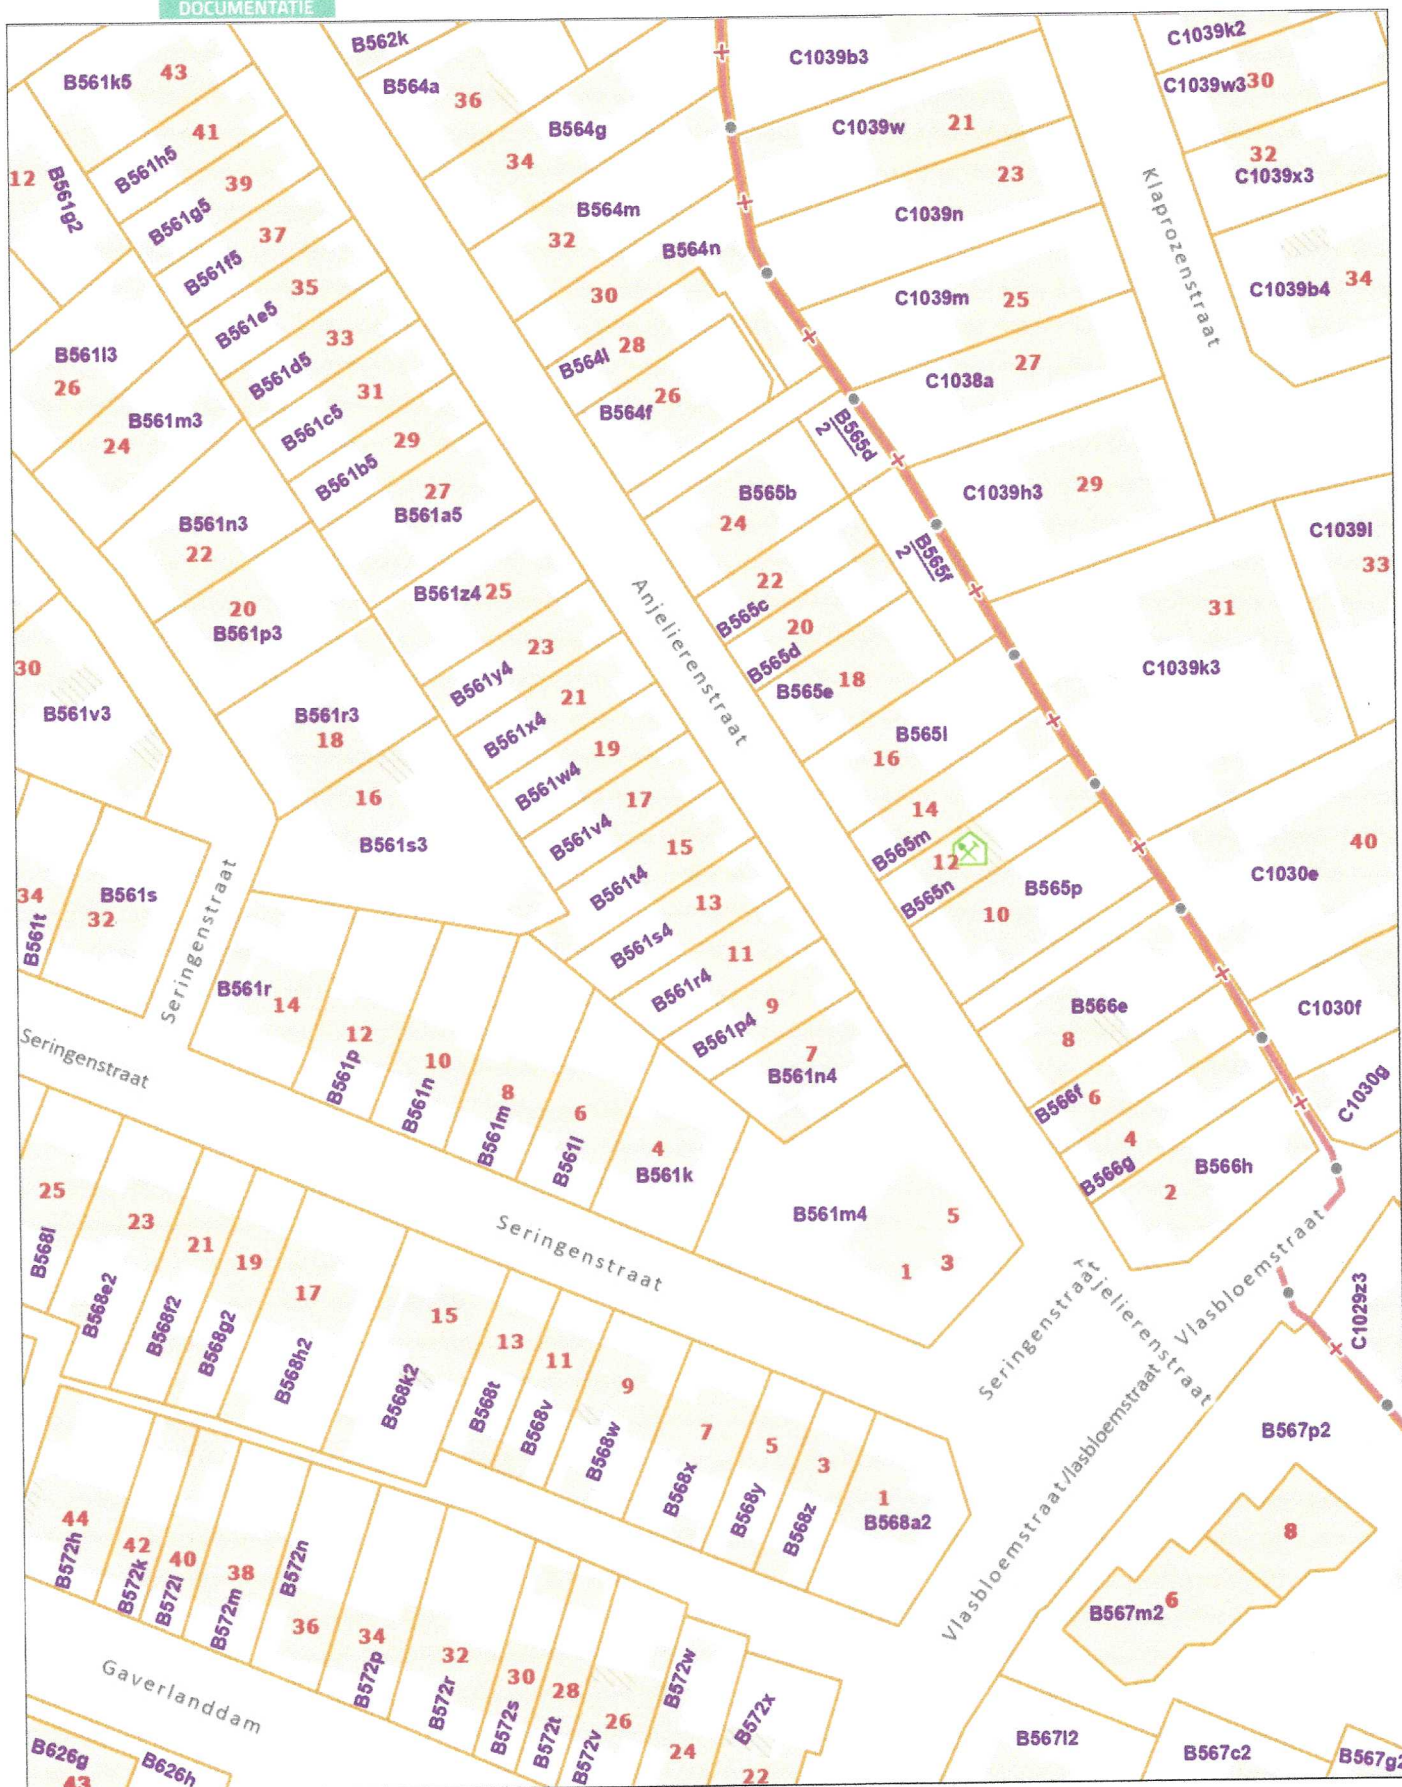 DOCUMENTATIE
B562k
C1039b3
C1039k2
B561k5
43
B564a
36
C1039w3
30
41
B564g
C1039w
21
B561h5
34
32
C1039x3
12
B561g2
39
B561g5
23
B564m
C1039n
Klaprozenstraat
37
32
B564n
B561f5
35
30
C1039m
25
C1039b4
34
B561e5
33
B564l
28
B561l3
26
B561d5
31
B564f
26
C1038a
27
B561m3
24
B561c5
29
B565d
2
B561b5
27
B561a5
B565b
24
C1039h3
29
B561n3
22
B565f
2
C1039l
33
20
B561p3
B561z4
25
22
B565c
31
Anjelierenstraat
20
B565d
30
23
B561y4
B565e
18
C1039k3
B561v3
B561r3
18
21
B561x4
B565l
16
19
B561w4
16
17
14
B561s3
B561v4
15
B565m
12
40
34
B561t
B561s
32
B561t4
13
B565n
B565p
10
C1030e
Seringenstraat
B561s4
11
B561r
14
B561r4
9
B566e
8
C1030f
12
B561p
B561p4
7
B561n4
Seringenstraat
10
B561n
8
B561m
6
B561l
B566f
6
C1030g
4
B561k
4
B566g
B566h
2
25
B568l
23
B568e2
21
B568f2
19
B568g2
17
B568h2
Seringenstraat
B561m4
5
3
1
15
B568k2
13
B568t
11
B568v
9
B568w
Seringenstraat
Anjelierenstraat
Vlasbloemstraat
C1029z3
7
B568x
5
B568y
3
B568z
1
B568a2
Vlasbloemstraat/lasbloemstraat
B567p2
44
B572h
42
B572k
40
B572l
38
B572m
B572n
36
8
34
B572p
32
B572r
B567m2
6
30
B572s
28
B572t
26
B572v
B572w
24
B572x
22
Gaverlanddam
B567l2
B567c2
B567g2
B626g
43
B626h